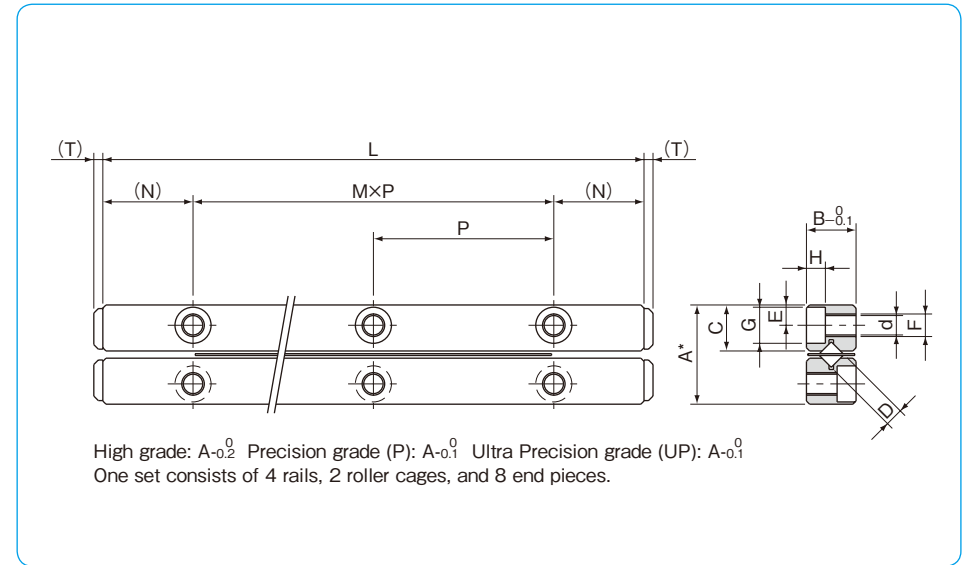 (T) L (T)
(N) M×P (N)
P
B-0 0.1
H
A* C G E d F
D
High grade: A-0 0.2 Precision grade (P): A-0 0.1 Ultra Precision grade (UP): A-0 0.1
One set consists of 4 rails, 2 roller cages, and 8 end pieces.